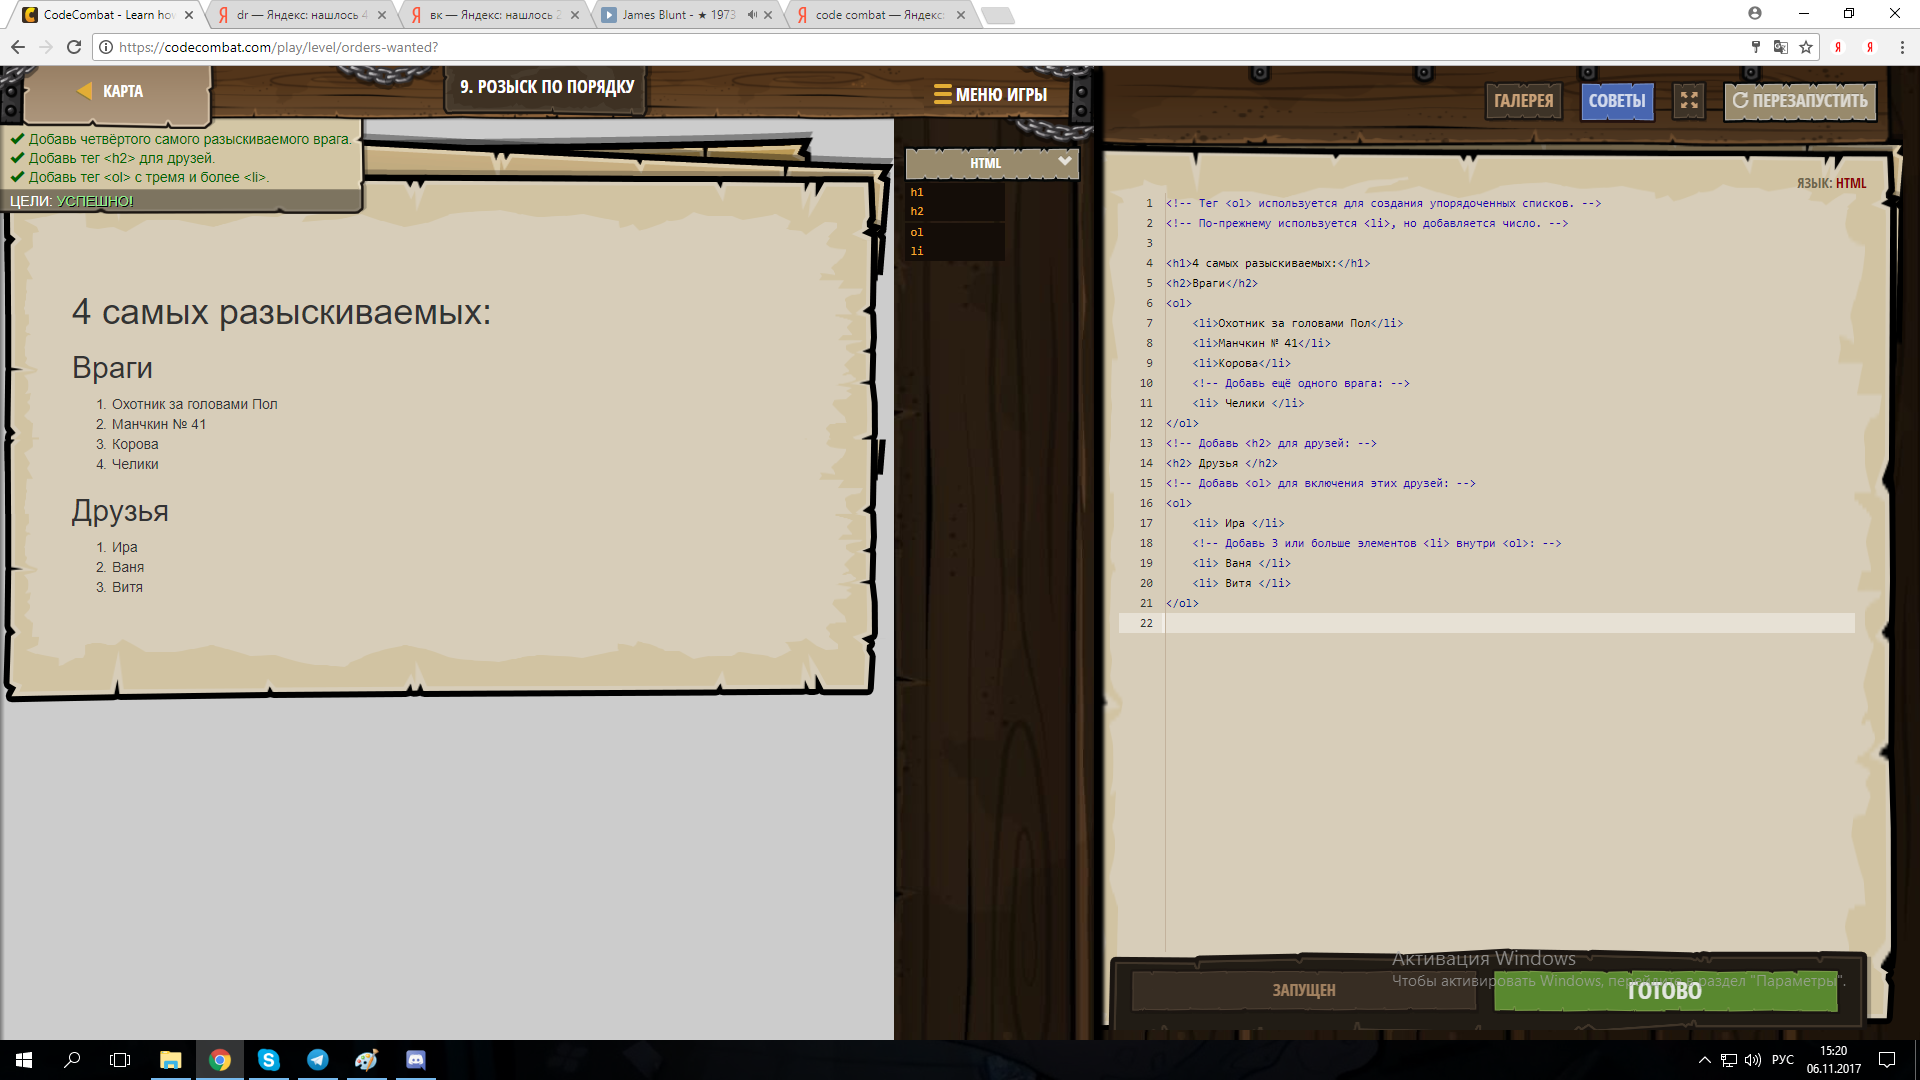 CodeCombat - Learn how
dr — Яндекс: нашлось 4
вк — Яндекс: нашлось 2
James Blunt - ★ 1973
code combat — Яндекс:
https://codecombat.com/play/level/orders-wanted?
КАРТА
9. РОЗЫСК ПО ПОРЯДКУ
МЕНЮ ИГРЫ
ГАЛЕРЕЯ
СОВЕТЫ
ПЕРЕЗАПУСТИТЬ
Добавь четвёртого самого разыскиваемого врага.
Добавь тег <h2> для друзей.
Добавь тег <ol> с тремя и более <li>.
ЦЕЛИ: УСПЕШНО!
4 самых разыскиваемых:
Враги
1. Охотник за головами Пол
2. Манчкин № 41
3. Корова
4. Челики
Друзья
1. Ира
2. Ваня
3. Витя
HTML
h1
h2
ol
li
ЯЗЫК: HTML
1 <!-- Тег <ol> используется для создания упорядоченных списков. -->
2 <!-- По-прежнему используется <li>, но добавляется число. -->
3
4 <h1>4 самых разыскиваемых:</h1>
5 <h2>Враги</h2>
6 <ol>
7 <li>Охотник за головами Пол</li>
8 <li>Манчкин № 41</li>
9 <li>Корова</li>
10 <!-- Добавь ещё одного врага: -->
11 <li> Челики </li>
12 </ol>
13 <!-- Добавь <h2> для друзей: -->
14 <h2> Друзья </h2>
15 <!-- Добавь <ol> для включения этих друзей: -->
16 <ol>
17 <li> Ира </li>
18 <!-- Добавь 3 или больше элементов <li> внутри <ol>: -->
19 <li> Ваня </li>
20 <li> Витя </li>
21 </ol>
22
Активация Windows
Чтобы активировать Windows, перейдите в раздел "Параметры".
ЗАПУЩЕН
ГОТОВО
РУС
15:20
06.11.2017